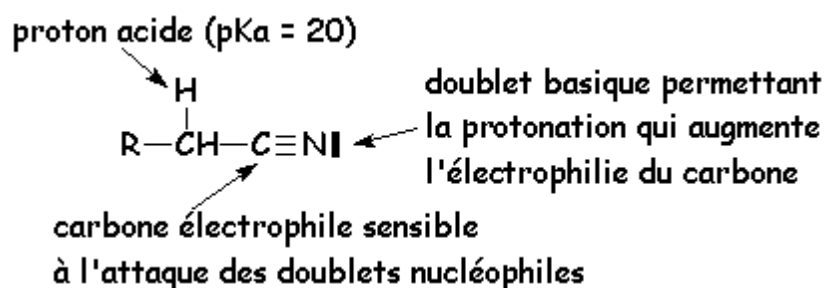 proton acide (pKa = 20)
H
R—CH—C≡N
doublet basique permettant
la protonation qui augmente
l'électrophilie du carbone
carbone électrophile sensible
à l'attaque des doublets nucléophiles